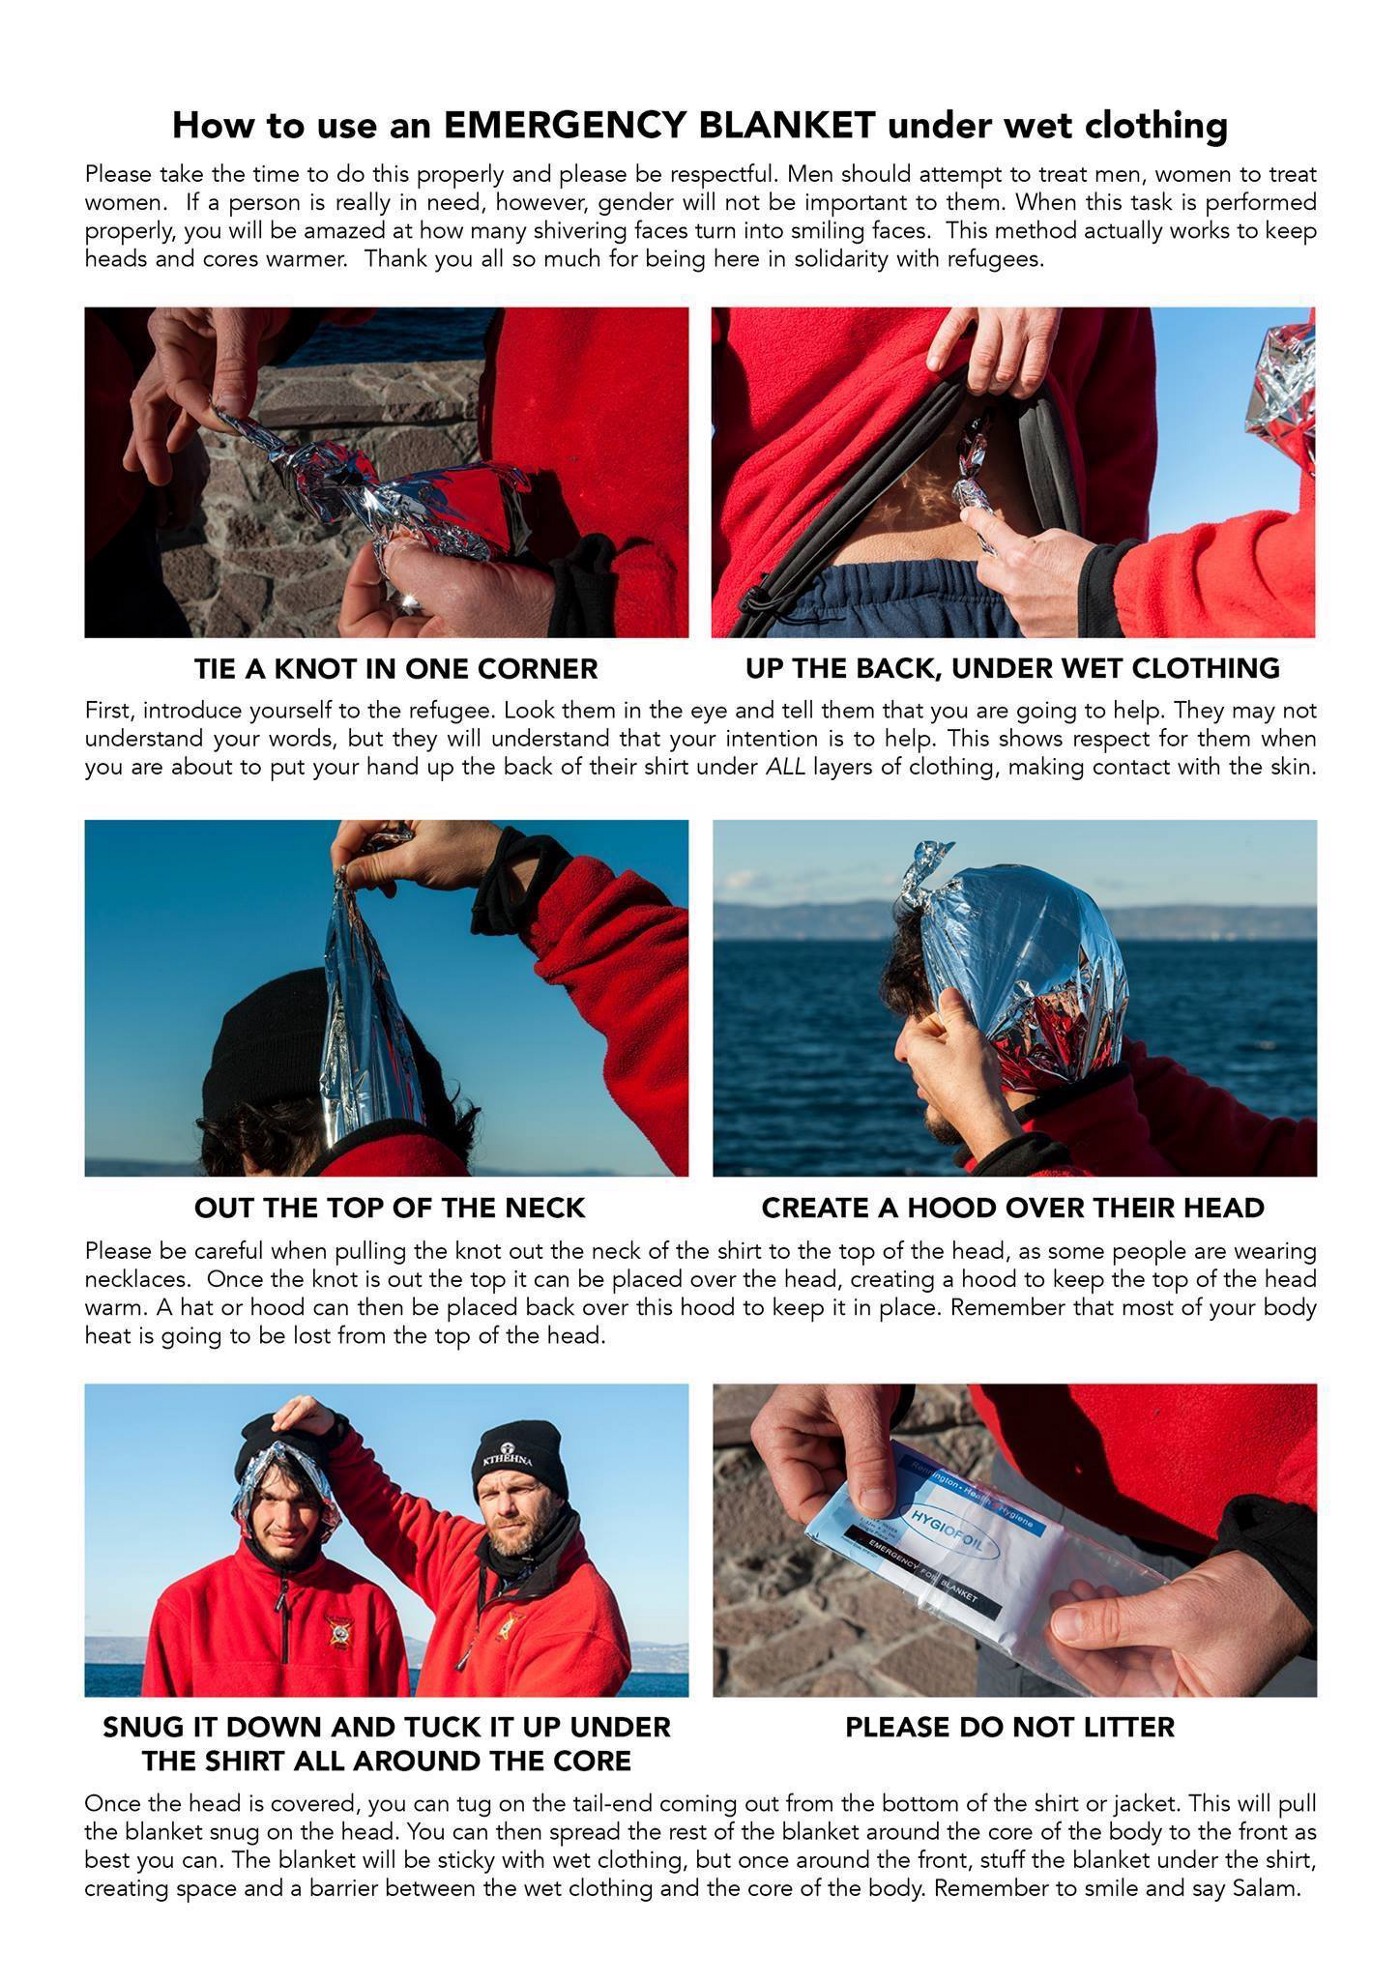 How to use an EMERGENCY BLANKET under wet clothing
Please take the time to do this properly and please be respectful. Men should attempt to treat men, women to treat
women.  If a person is really in need, however, gender will not be important to them. When this task is performed
properly, you will be amazed at how many shivering faces turn into smiling faces.  This method actually works to keep
heads and cores warmer.  Thank you all so much for being here in solidarity with refugees.
TIE A KNOT IN ONE CORNER
UP THE BACK, UNDER WET CLOTHING
First, introduce yourself to the refugee. Look them in the eye and tell them that you are going to help. They may not
understand your words, but they will understand that your intention is to help. This shows respect for them when
you are about to put your hand up the back of their shirt under ALL layers of clothing, making contact with the skin.
OUT THE TOP OF THE NECK
CREATE A HOOD OVER THEIR HEAD
Please be careful when pulling the knot out the neck of the shirt to the top of the head, as some people are wearing
necklaces.  Once the knot is out the top it can be placed over the head, creating a hood to keep the top of the head
warm. A hat or hood can then be placed back over this hood to keep it in place. Remember that most of your body
heat is going to be lost from the top of the head.
KTHEHNA
Rennington • Health • Hygiene
HYGIOFOIL
EMERGENCY FOIL BLANKET
SNUG IT DOWN AND TUCK IT UP UNDER
THE SHIRT ALL AROUND THE CORE
PLEASE DO NOT LITTER
Once the head is covered, you can tug on the tail-end coming out from the bottom of the shirt or jacket. This will pull
the blanket snug on the head. You can then spread the rest of the blanket around the core of the body to the front as
best you can. The blanket will be sticky with wet clothing, but once around the front, stuff the blanket under the shirt,
creating space and a barrier between the wet clothing and the core of the body. Remember to smile and say Salam.